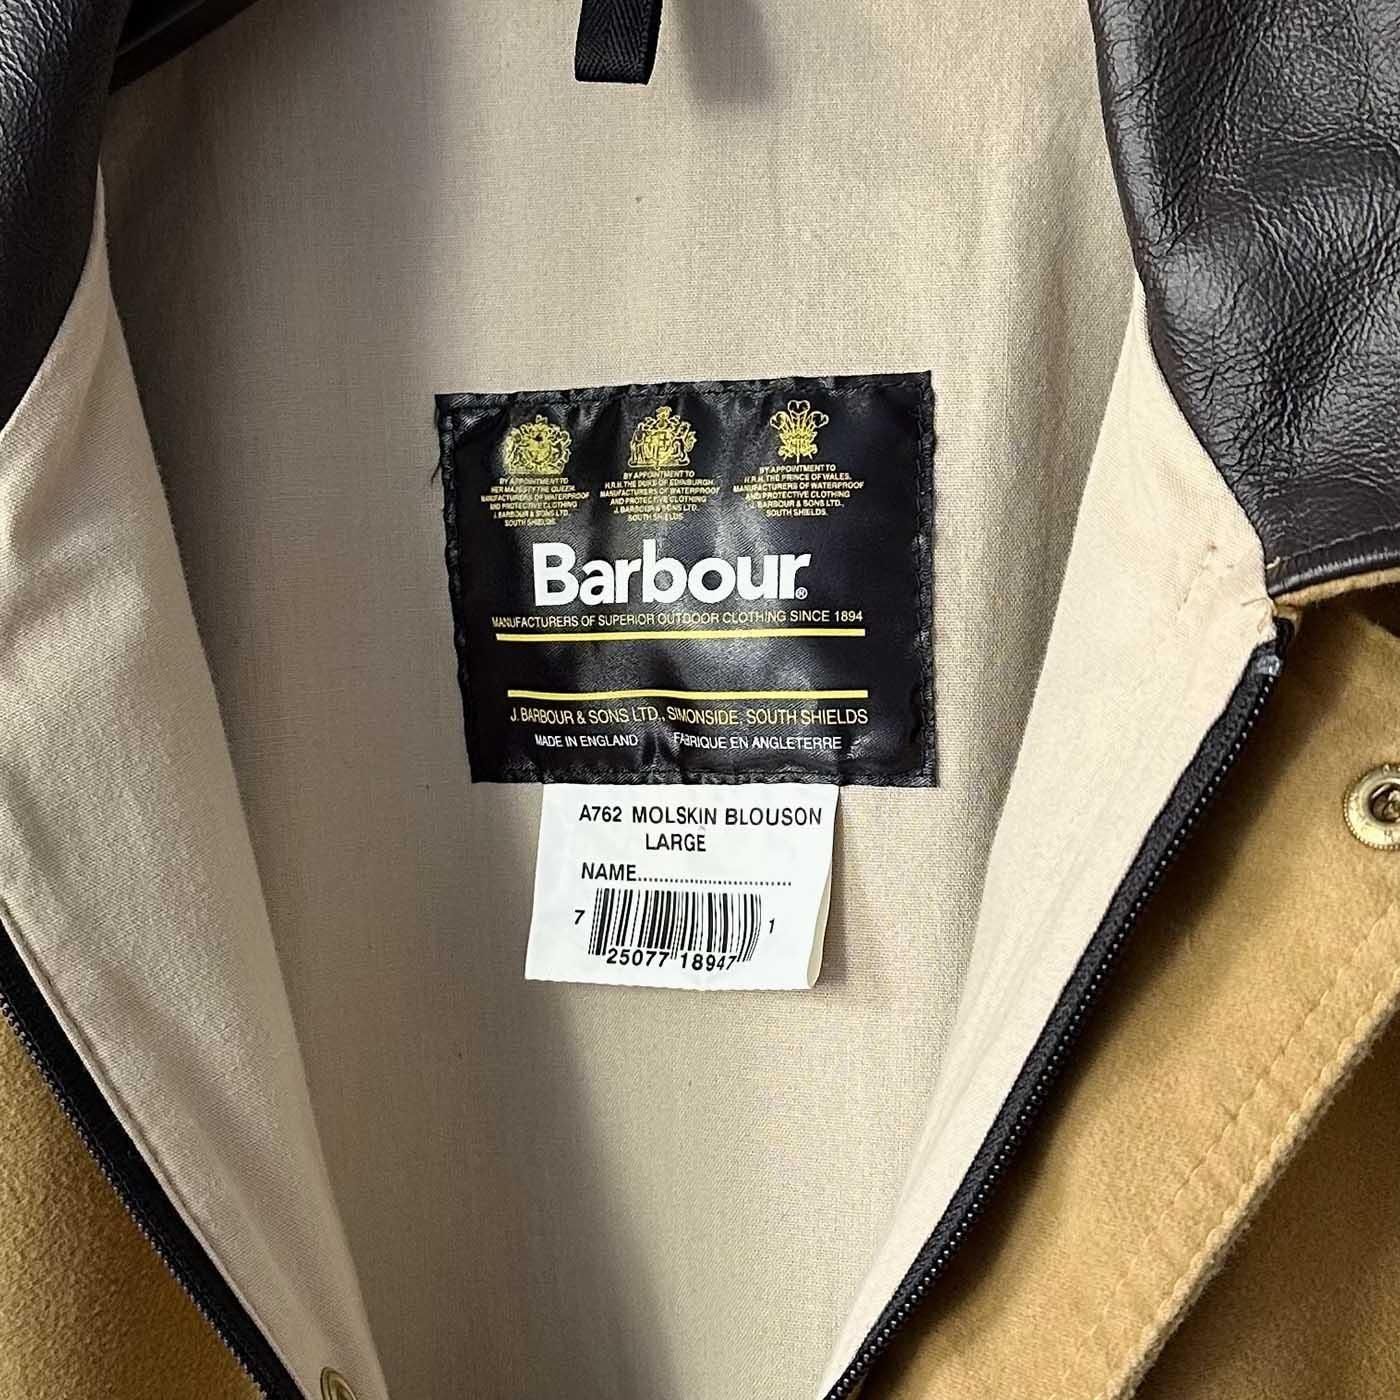 BY APPOINTMENT TO
HER MAJESTY THE QUEEN
MANUFACTURERS OF WATERPROOF
AND PROTECTIVE CLOTHING
J. BARBOUR & SONS LTD.
SOUTH SHIELDS
BY APPOINTMENT TO
H.R.H. THE DUKE OF EDINBURGH
MANUFACTURERS OF WATERPROOF
AND PROTECTIVE CLOTHING
J. BARBOUR & SONS LTD.
SOUTH SHIELDS
BY APPOINTMENT TO
H.R.H. THE PRINCE OF WALES.
MANUFACTURERS OF WATERPROOF
AND PROTECTIVE CLOTHING
J. BARBOUR & SONS LTD.,
SOUTH SHIELDS.
Barbour®
MANUFACTURERS OF SUPERIOR OUTDOOR CLOTHING SINCE 1894
J. BARBOUR & SONS LTD., SIMONSIDE, SOUTH SHIELDS
MADE IN ENGLAND FABRIQUE EN ANGLETERRE
A762 MOLSKIN BLOUSON
LARGE
NAME..............................
7 25077 18947 1